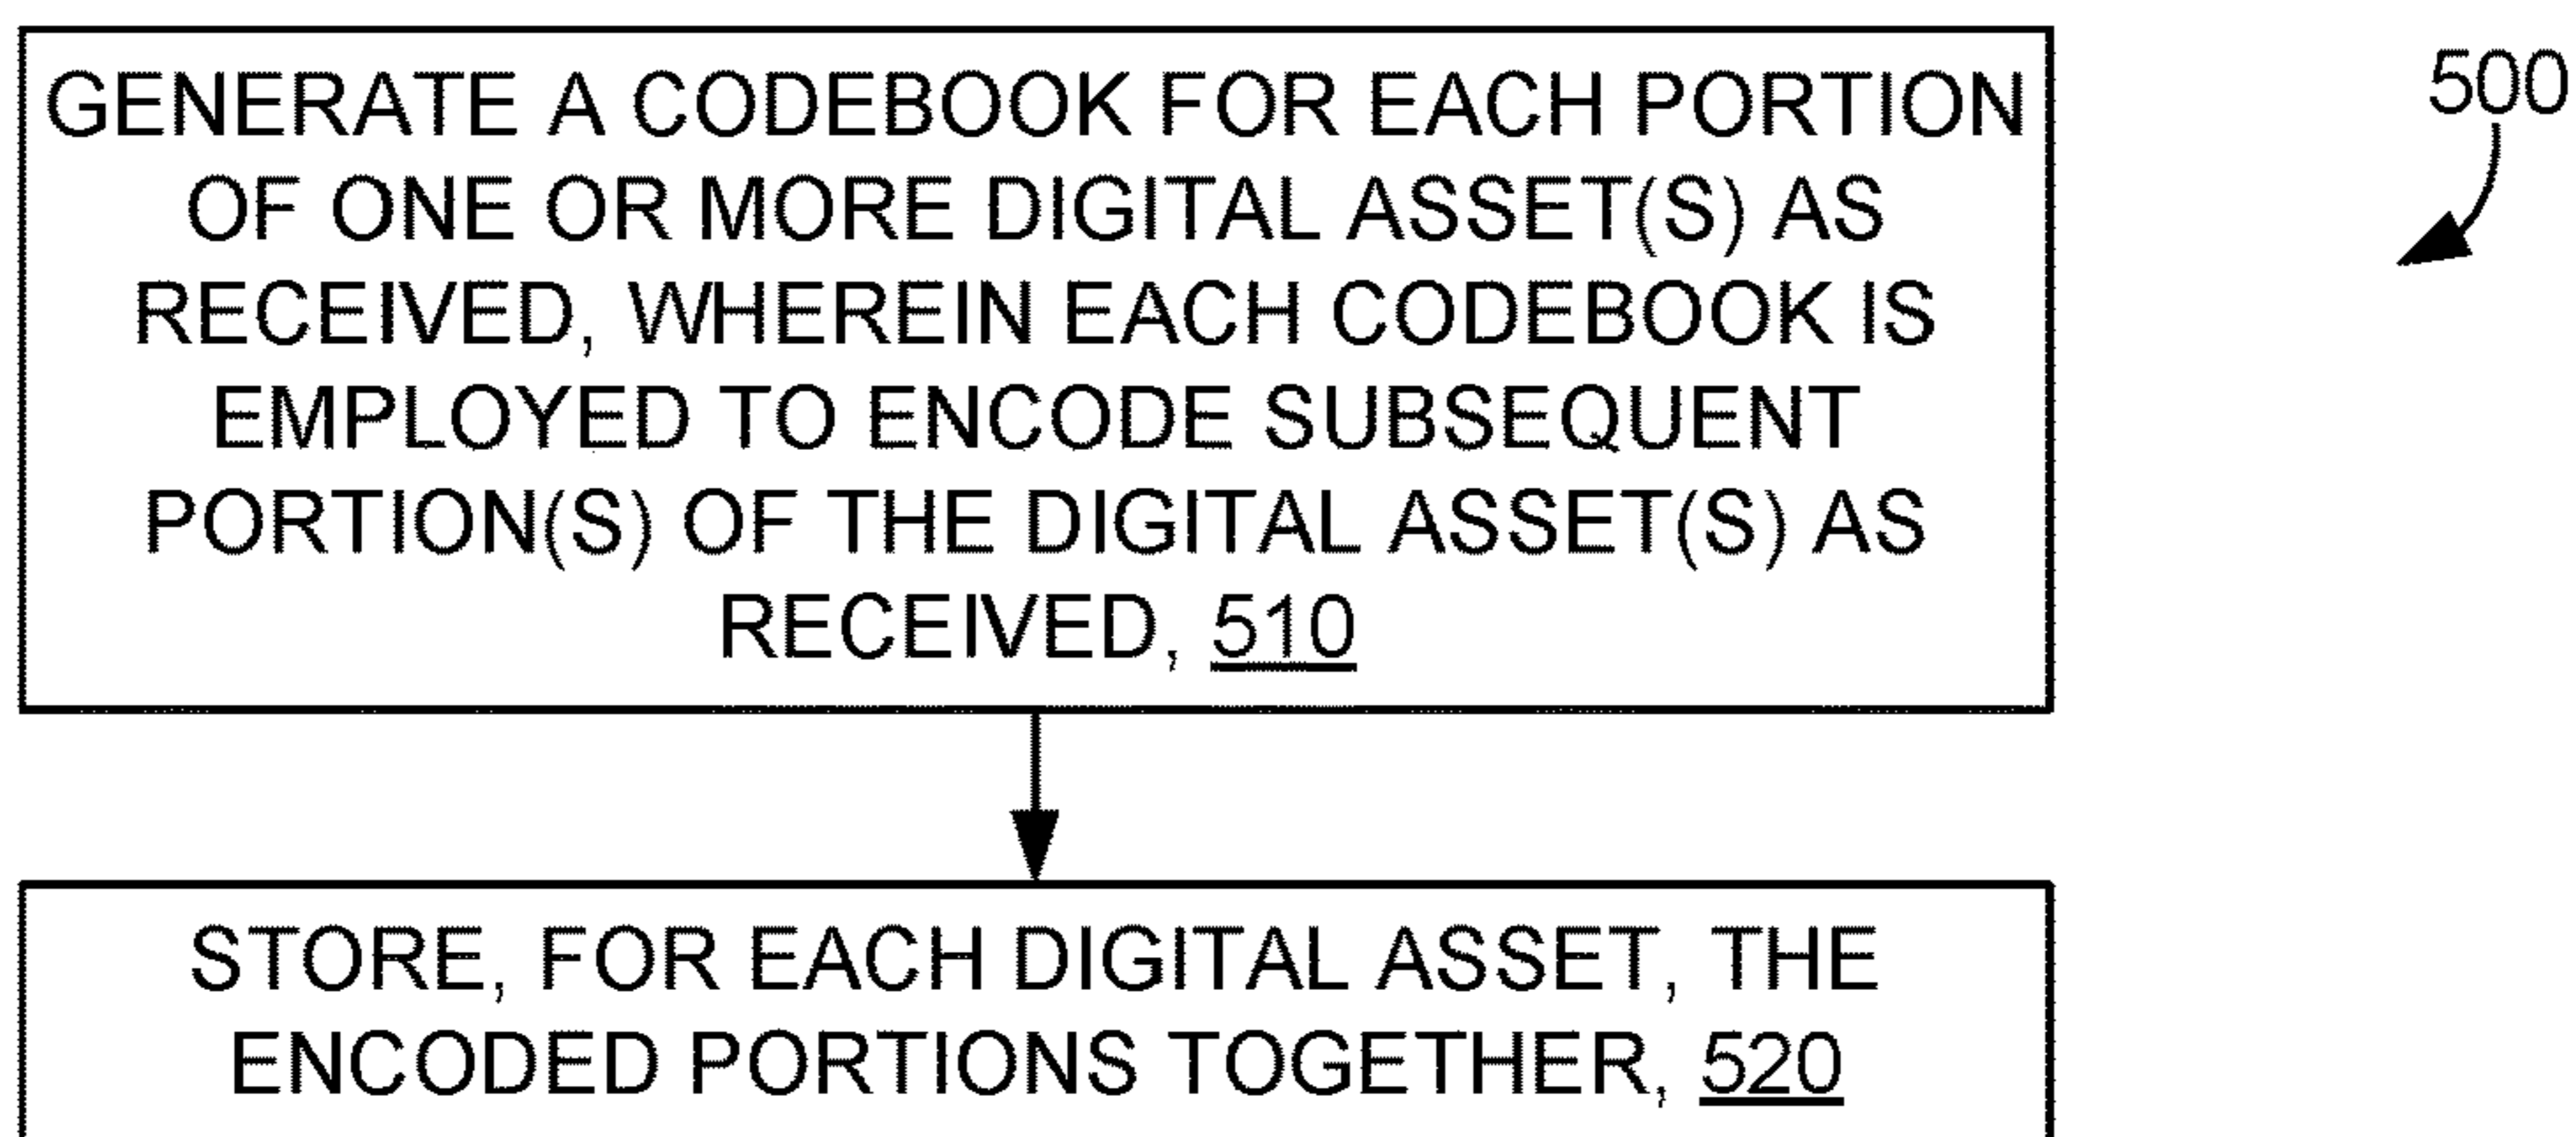 GENERATE A CODEBOOK FOR EACH PORTION
OF ONE OR MORE DIGITAL ASSET(S) AS
RECEIVED, WHEREIN EACH CODEBOOK IS
EMPLOYED TO ENCODE SUBSEQUENT
PORTION(S) OF THE DIGITAL ASSET(S) AS
RECEIVED, 510
500
STORE, FOR EACH DIGITAL ASSET, THE
ENCODED PORTIONS TOGETHER, 520